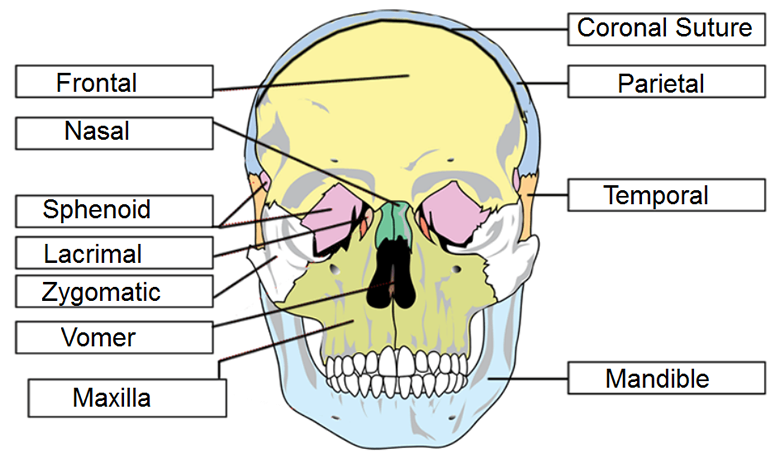 Coronal Suture
Frontal
Parietal
Nasal
Sphenoid
Temporal
Lacrimal
Zygomatic
Vomer
Maxilla
Mandible